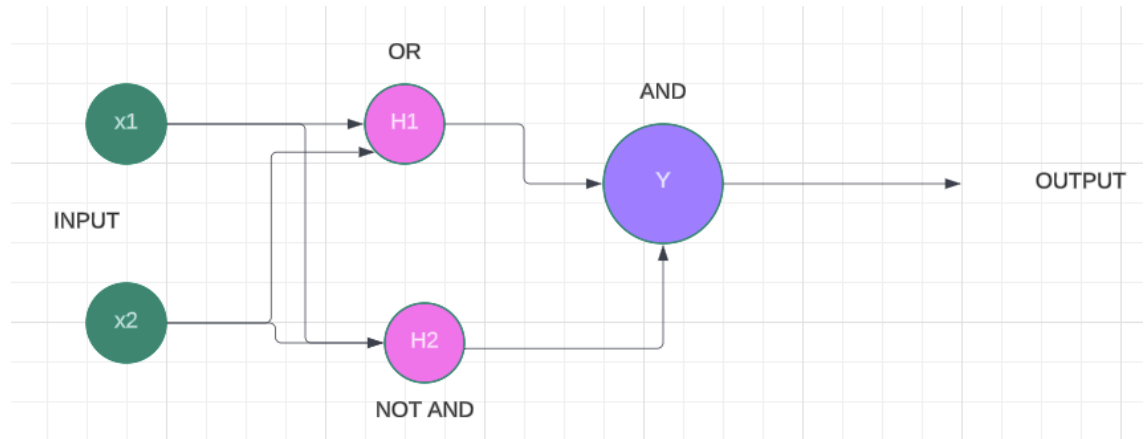 OR
x1
H1
AND
Y
OUTPUT
INPUT
x2
H2
NOT AND